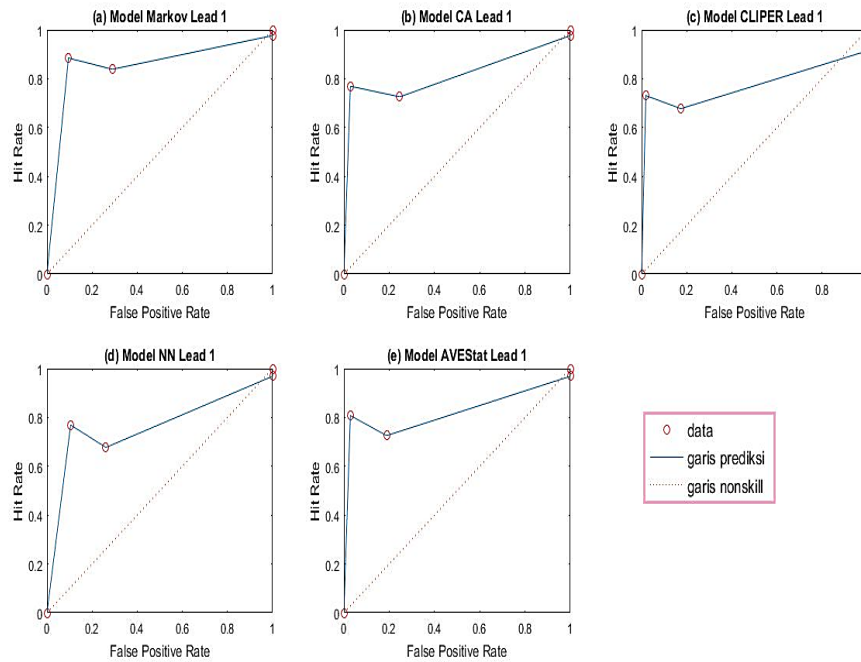 (a) Model Markov Lead 1
1
0.8
0.6
0.4
0.2
0
Hit Rate
0 0.2 0.4 0.6 0.8 1
False Positive Rate
(b) Model CA Lead 1
1
0.8
0.6
0.4
0.2
0
Hit Rate
0 0.2 0.4 0.6 0.8 1
False Positive Rate
(c) Model CLIPER Lead 1
1
0.8
0.6
0.4
0.2
0
Hit Rate
0 0.2 0.4 0.6 0.8
False Positive Rate
(d) Model NN Lead 1
1
0.8
0.6
0.4
0.2
0
Hit Rate
0 0.2 0.4 0.6 0.8 1
False Positive Rate
(e) Model AVEStat Lead 1
1
0.8
0.6
0.4
0.2
0
Hit Rate
0 0.2 0.4 0.6 0.8 1
False Positive Rate
data
garis prediksi
garis nonskill